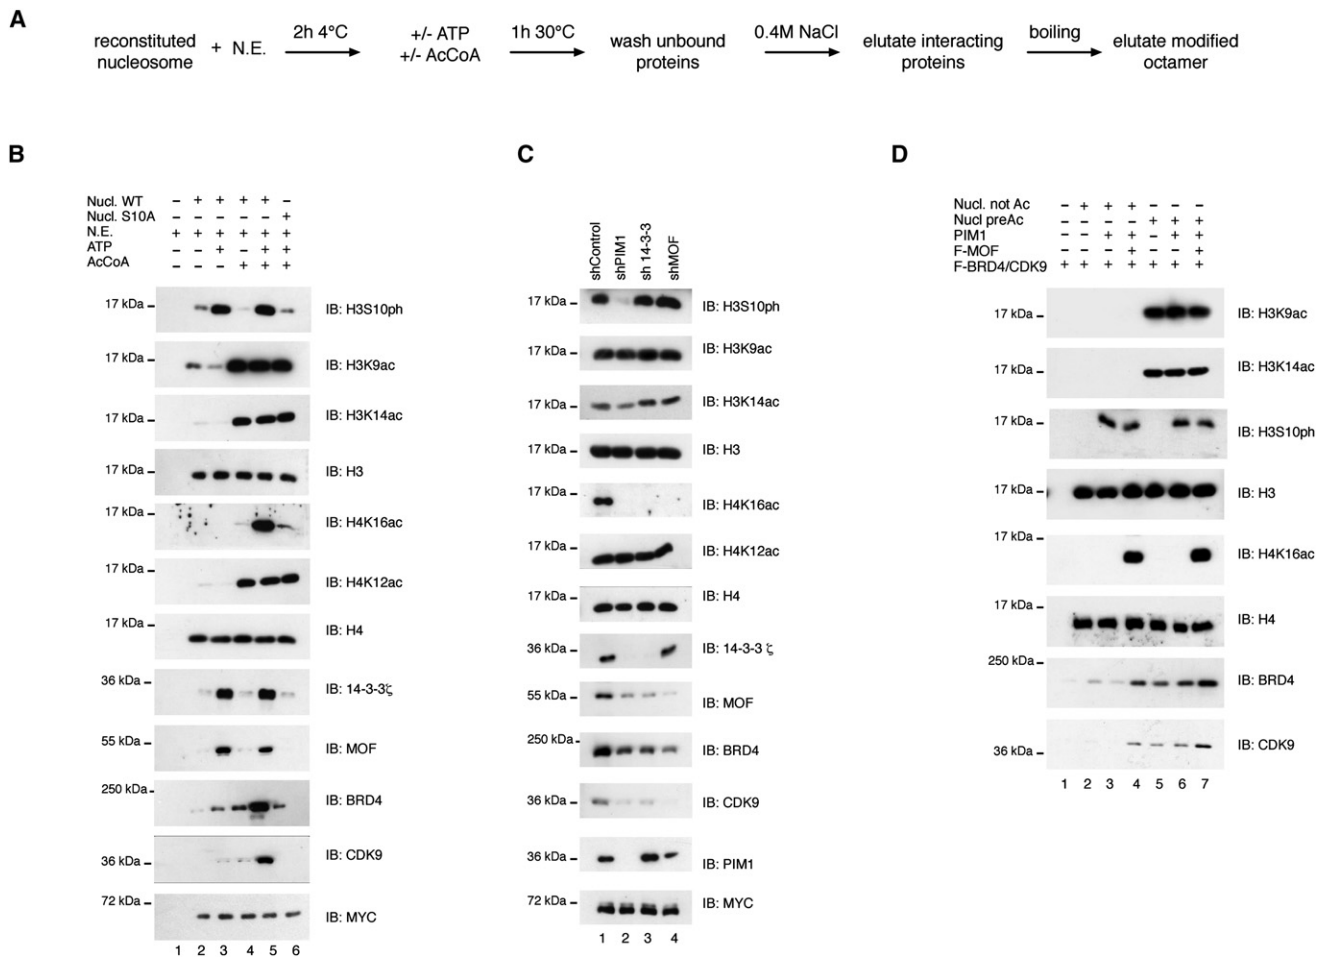 A
reconstituted nucleosome + N.E. 2h 4°C +/- ATP +/- AcCoA 1h 30°C wash unbound proteins 0.4M NaCl elutate interacting proteins boiling elutate modified octamer
B
Nucl. WT - + + + + -
Nucl. S10A - - - - - +
N.E. + + + + + +
ATP - - + - + +
AcCoA - - - + + +
17 kDa IB: H3S10ph
17 kDa IB: H3K9ac
17 kDa IB: H3K14ac
17 kDa IB: H3
17 kDa IB: H4K16ac
17 kDa IB: H4K12ac
17 kDa IB: H4
36 kDa IB: 14-3-3ζ
55 kDa IB: MOF
250 kDa IB: BRD4
36 kDa IB: CDK9
72 kDa IB: MYC
1 2 3 4 5 6
C
shControl shPIM1 sh 14-3-3 shMOF
17 kDa IB: H3S10ph
17 kDa IB: H3K9ac
17 kDa IB: H3K14ac
17 kDa IB: H3
17 kDa IB: H4K16ac
17 kDa IB: H4K12ac
17 kDa IB: H4
36 kDa IB: 14-3-3 ζ
55 kDa IB: MOF
250 kDa IB: BRD4
36 kDa IB: CDK9
36 kDa IB: PIM1
72 kDa IB: MYC
1 2 3 4
D
Nucl. not Ac - + + + - - -
Nucl preAc - - - - + + +
PIM1 - - + + - + +
F-MOF - - - + - - +
F-BRD4/CDK9 + + + + + + +
17 kDa IB: H3K9ac
17 kDa IB: H3K14ac
17 kDa IB: H3S10ph
17 kDa IB: H3
17 kDa IB: H4K16ac
17 kDa IB: H4
250 kDa IB: BRD4
36 kDa IB: CDK9
1 2 3 4 5 6 7